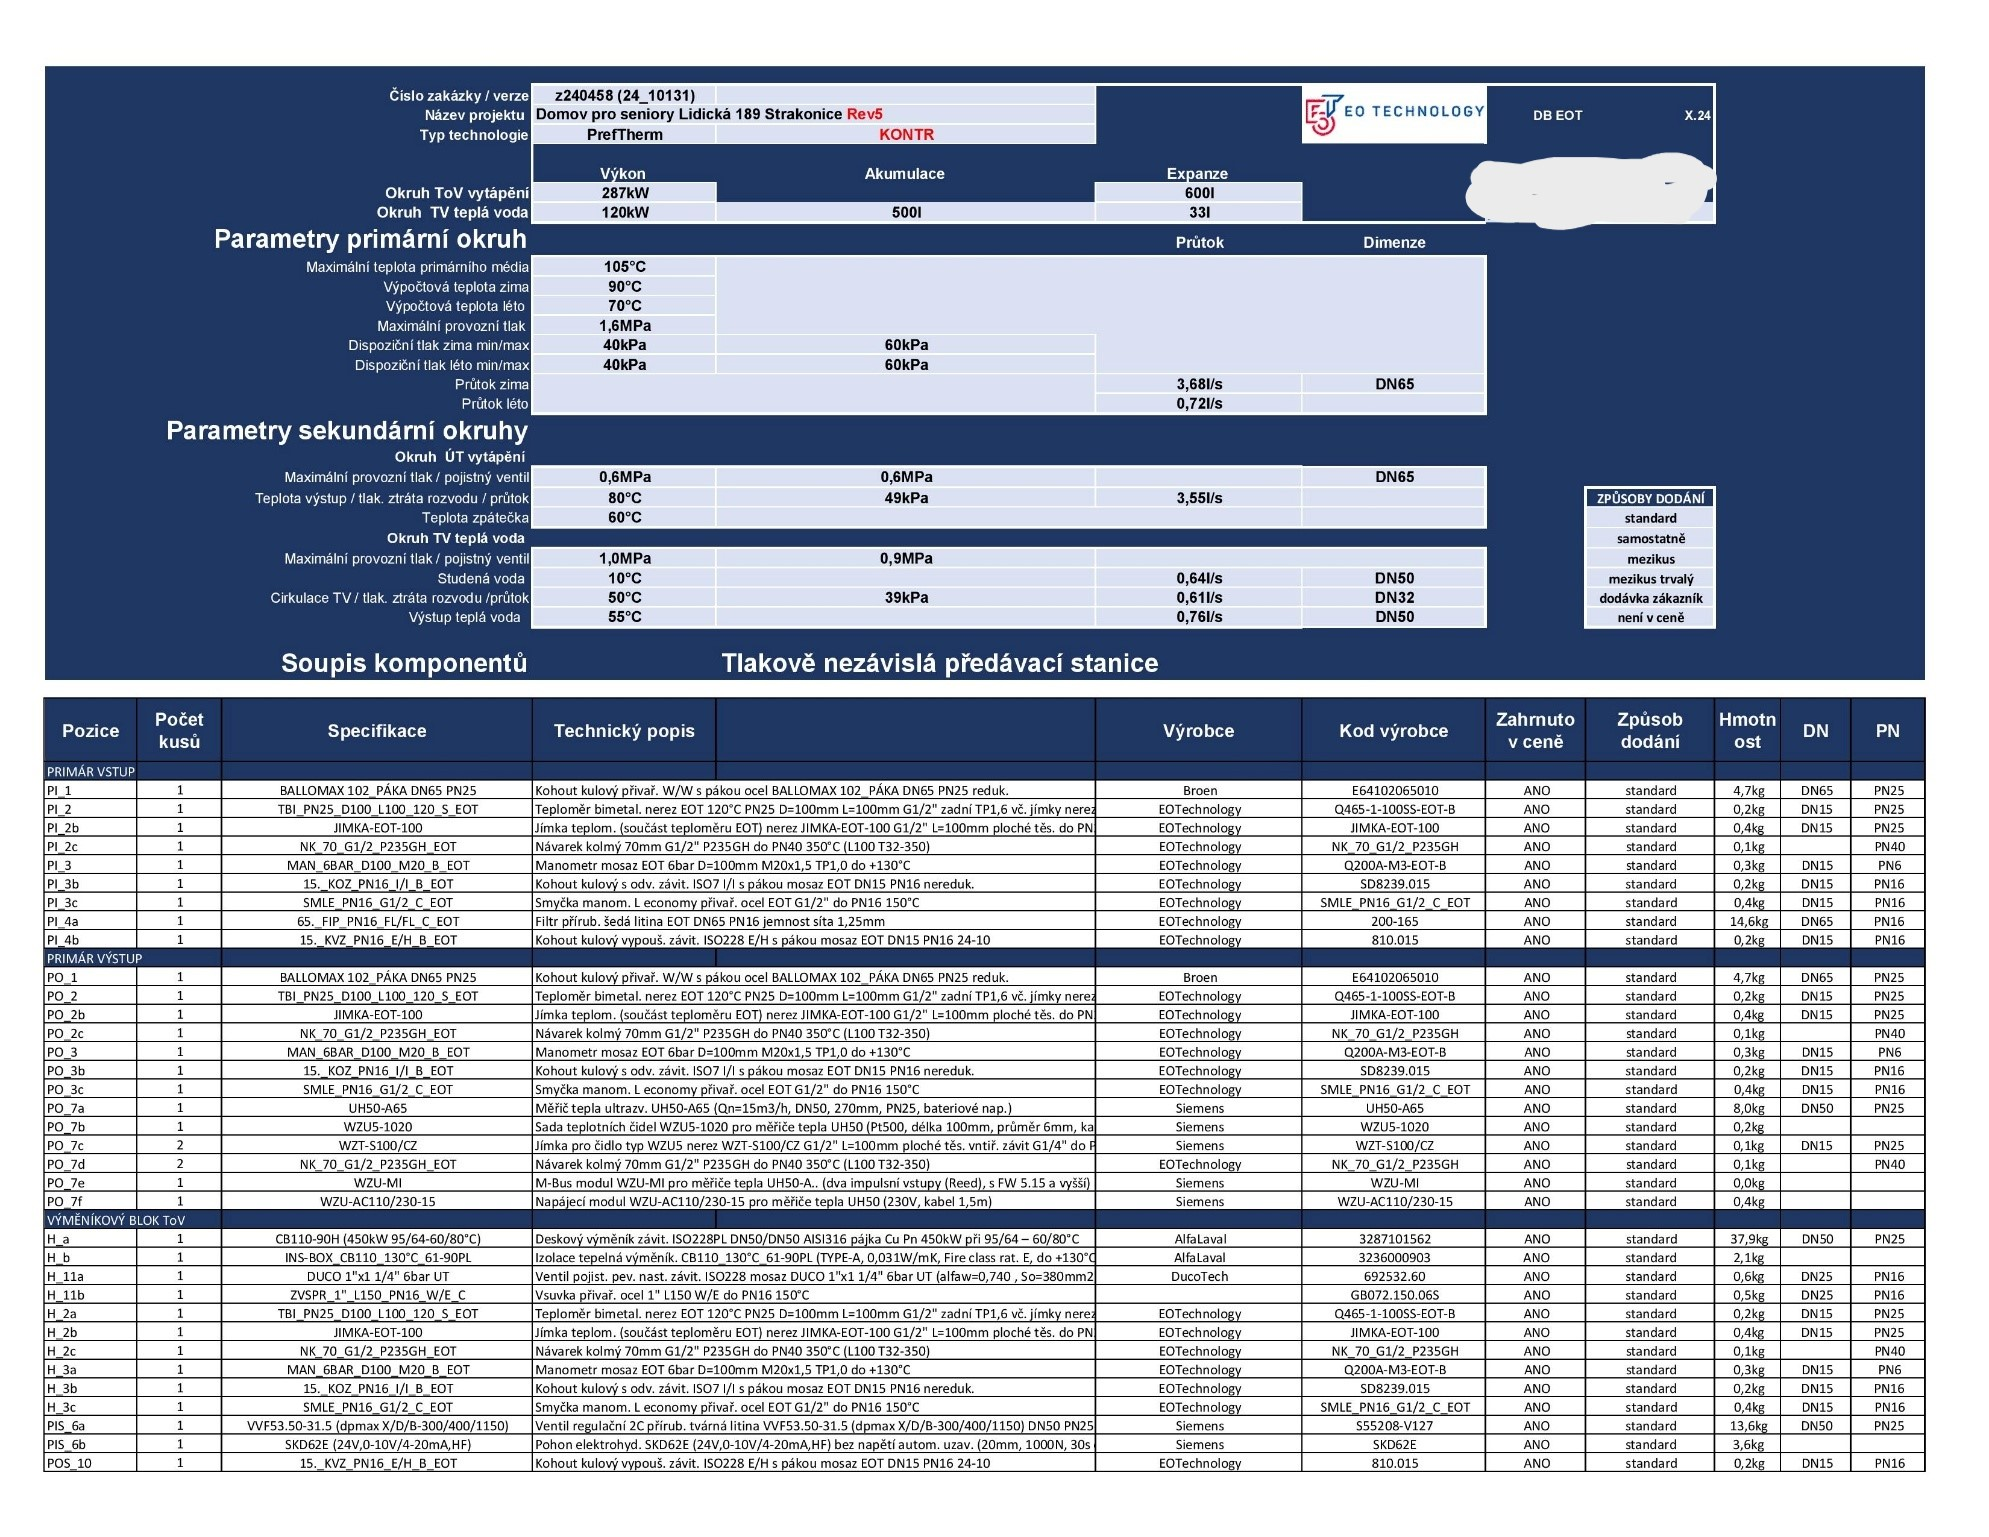 Číslo zakázky / verze z240458 (24_10131)
Název projektu Domov pro seniory Lidická 189 Strakonice Rev5
Typ technologie PrefTherm KONTR
EO TECHNOLOGY DB EOT X.24
Výkon Akumulace Expanze
Okruh ToV vytápění 287kW 600l
Okruh TV teplá voda 120kW 500l 33l
Parametry primární okruh Průtok Dimenze
Maximální teplota primárního média 105°C
Výpočtová teplota zima 90°C
Výpočtová teplota léto 70°C
Maximální provozní tlak 1,6MPa
Dispoziční tlak zima min/max 40kPa 60kPa
Dispoziční tlak léto min/max 40kPa 60kPa
Průtok zima 3,68l/s DN65
Průtok léto 0,72l/s
Parametry sekundární okruhy
Okruh ÚT vytápění
Maximální provozní tlak / pojistný ventil 0,6MPa 0,6MPa DN65
Teplota výstup / tlak. ztráta rozvodu / průtok 80°C 49kPa 3,55l/s
Teplota zpátečka 60°C
Okruh TV teplá voda
Maximální provozní tlak / pojistný ventil 1,0MPa 0,9MPa
Studená voda 10°C 0,64l/s DN50
Cirkulace TV / tlak. ztráta rozvodu /průtok 50°C 39kPa 0,61l/s DN32
Výstup teplá voda 55°C 0,76l/s DN50
ZPŮSOBY DODÁNÍ
standard
samostatně
mezikus
mezikus trvalý
dodávka zákazník
není v ceně
Soupis komponentů Tlakově nezávislá předávací stanice
Pozice Počet kusů Specifikace Technický popis Výrobce Kod výrobce Zahrnuto v ceně Způsob dodání Hmotnost DN PN
PRIMÁR VSTUP
PI_1 1 BALLOMAX 102_PÁKA DN65 PN25 Kohout kulový přivař. W/W s pákou ocel BALLOMAX 102_PÁKA DN65 PN25 reduk. Broen E64102065010 ANO standard 4,7kg DN65 PN25
PI_2 1 TBI_PN25_D100_L100_120_S_EOT Teploměr bimetal. nerez EOT 120°C PN25 D=100mm L=100mm G1/2" zadní TP1,6 vč. jímky nerez EOTechnology Q465-1-100SS-EOT-B ANO standard 0,2kg DN15 PN25
PI_2b 1 JIMKA-EOT-100 Jímka teplom. (součást teploměru EOT) nerez JIMKA-EOT-100 G1/2" L=100mm ploché těs. do PN EOTechnology JIMKA-EOT-100 ANO standard 0,4kg DN15 PN25
PI_2c 1 NK_70_G1/2_P235GH_EOT Návarek kolmý 70mm G1/2" P235GH do PN40 350°C (L100 T32-350) EOTechnology NK_70_G1/2_P235GH ANO standard 0,1kg PN40
PI_3 1 MAN_6BAR_D100_M20_B_EOT Manometr mosaz EOT 6bar D=100mm M20x1,5 TP1,0 do +130°C EOTechnology Q200A-M3-EOT-B ANO standard 0,3kg DN15 PN6
PI_3b 1 15._KOZ_PN16_I/I_B_EOT Kohout kulový s odv. závit. ISO7 I/I s pákou mosaz EOT DN15 PN16 nereduk. EOTechnology SD8239.015 ANO standard 0,2kg DN15 PN16
PI_3c 1 SMLE_PN16_G1/2_C_EOT Smyčka manom. L economy přivař. ocel EOT G1/2" do PN16 150°C EOTechnology SMLE_PN16_G1/2_C_EOT ANO standard 0,4kg DN15 PN16
PI_4a 1 65._FIP_PN16_FL/FL_C_EOT Filtr přírub. šedá litina EOT DN65 PN16 jemnost síta 1,25mm EOTechnology 200-165 ANO standard 14,6kg DN65 PN16
PI_4b 1 15._KVZ_PN16_E/H_B_EOT Kohout kulový vypouš. závit. ISO228 E/H s pákou mosaz EOT DN15 PN16 24-10 EOTechnology 810.015 ANO standard 0,2kg DN15 PN16
PRIMÁR VÝSTUP
PO_1 1 BALLOMAX 102_PÁKA DN65 PN25 Kohout kulový přivař. W/W s pákou ocel BALLOMAX 102_PÁKA DN65 PN25 reduk. Broen E64102065010 ANO standard 4,7kg DN65 PN25
PO_2 1 TBI_PN25_D100_L100_120_S_EOT Teploměr bimetal. nerez EOT 120°C PN25 D=100mm L=100mm G1/2" zadní TP1,6 vč. jímky nerez EOTechnology Q465-1-100SS-EOT-B ANO standard 0,2kg DN15 PN25
PO_2b 1 JIMKA-EOT-100 Jímka teplom. (součást teploměru EOT) nerez JIMKA-EOT-100 G1/2" L=100mm ploché těs. do PN EOTechnology JIMKA-EOT-100 ANO standard 0,4kg DN15 PN25
PO_2c 1 NK_70_G1/2_P235GH_EOT Návarek kolmý 70mm G1/2" P235GH do PN40 350°C (L100 T32-350) EOTechnology NK_70_G1/2_P235GH ANO standard 0,1kg PN40
PO_3 1 MAN_6BAR_D100_M20_B_EOT Manometr mosaz EOT 6bar D=100mm M20x1,5 TP1,0 do +130°C EOTechnology Q200A-M3-EOT-B ANO standard 0,3kg DN15 PN6
PO_3b 1 15._KOZ_PN16_I/I_B_EOT Kohout kulový s odv. závit. ISO7 I/I s pákou mosaz EOT DN15 PN16 nereduk. EOTechnology SD8239.015 ANO standard 0,2kg DN15 PN16
PO_3c 1 SMLE_PN16_G1/2_C_EOT Smyčka manom. L economy přivař. ocel EOT G1/2" do PN16 150°C EOTechnology SMLE_PN16_G1/2_C_EOT ANO standard 0,4kg DN15 PN16
PO_7a 1 UH50-A65 Měřič tepla ultrazv. UH50-A65 (Qn=15m3/h, DN50, 270mm, PN25, bateriové nap.) Siemens UH50-A65 ANO standard 8,0kg DN50 PN25
PO_7b 1 WZU5-1020 Sada teplotních čidel WZU5-1020 pro měřiče tepla UH50 (Pt500, délka 100mm, průměr 6mm, ka Siemens WZU5-1020 ANO standard 0,2kg
PO_7c 2 WZT-S100/CZ Jímka pro čidlo typ WZU5 nerez WZT-S100/CZ G1/2" L=100mm ploché těs. vntiř. závit G1/4" do P Siemens WZT-S100/CZ ANO standard 0,1kg DN15 PN25
PO_7d 2 NK_70_G1/2_P235GH_EOT Návarek kolmý 70mm G1/2" P235GH do PN40 350°C (L100 T32-350) EOTechnology NK_70_G1/2_P235GH ANO standard 0,1kg PN40
PO_7e 1 WZU-MI M-Bus modul WZU-MI pro měřiče tepla UH50-A.. (dva impulsní vstupy (Reed), s FW 5.15 a vyšší) Siemens WZU-MI ANO standard 0,0kg
PO_7f 1 WZU-AC110/230-15 Napájecí modul WZU-AC110/230-15 pro měřiče tepla UH50 (230V, kabel 1,5m) Siemens WZU-AC110/230-15 ANO standard 0,4kg
VÝMĚNÍKOVÝ BLOK ToV
H_a 1 CB110-90H (450kW 95/64-60/80°C) Deskový výměník závit. ISO228PL DN50/DN50 AISI316 pájka Cu Pn 450kW při 95/64 – 60/80°C AlfaLaval 3287101562 ANO standard 37,9kg DN50 PN25
H_b 1 INS-BOX_CB110_130°C_61-90PL Izolace tepelná výměník. CB110_130°C_61-90PL (TYPE-A, 0,031W/mK, Fire class rat. E, do +130°C AlfaLaval 3236000903 ANO standard 2,1kg
H_11a 1 DUCO 1"x1 1/4" 6bar UT Ventil pojist. pev. nast. závit. ISO228 mosaz DUCO 1"x1 1/4" 6bar UT (alfaw=0,740 , So=380mm2 DucoTech 692532.60 ANO standard 0,6kg DN25 PN16
H_11b 1 ZVSPR_1"_L150_PN16_W/E_C Vsuvka přivař. ocel 1" L150 W/E do PN16 150°C GB072.150.06S ANO standard 0,5kg DN25 PN16
H_2a 1 TBI_PN25_D100_L100_120_S_EOT Teploměr bimetal. nerez EOT 120°C PN25 D=100mm L=100mm G1/2" zadní TP1,6 vč. jímky nerez EOTechnology Q465-1-100SS-EOT-B ANO standard 0,2kg DN15 PN25
H_2b 1 JIMKA-EOT-100 Jímka teplom. (součást teploměru EOT) nerez JIMKA-EOT-100 G1/2" L=100mm ploché těs. do PN EOTechnology JIMKA-EOT-100 ANO standard 0,4kg DN15 PN25
H_2c 1 NK_70_G1/2_P235GH_EOT Návarek kolmý 70mm G1/2" P235GH do PN40 350°C (L100 T32-350) EOTechnology NK_70_G1/2_P235GH ANO standard 0,1kg PN40
H_3a 1 MAN_6BAR_D100_M20_B_EOT Manometr mosaz EOT 6bar D=100mm M20x1,5 TP1,0 do +130°C EOTechnology Q200A-M3-EOT-B ANO standard 0,3kg DN15 PN6
H_3b 1 15._KOZ_PN16_I/I_B_EOT Kohout kulový s odv. závit. ISO7 I/I s pákou mosaz EOT DN15 PN16 nereduk. EOTechnology SD8239.015 ANO standard 0,2kg DN15 PN16
H_3c 1 SMLE_PN16_G1/2_C_EOT Smyčka manom. L economy přivař. ocel EOT G1/2" do PN16 150°C EOTechnology SMLE_PN16_G1/2_C_EOT ANO standard 0,4kg DN15 PN16
PIS_6a 1 VVF53.50-31.5 (dpmax X/D/B-300/400/1150) Ventil regulační 2C přírub. tvárná litina VVF53.50-31.5 (dpmax X/D/B-300/400/1150) DN50 PN25 Siemens S55208-V127 ANO standard 13,6kg DN50 PN25
PIS_6b 1 SKD62E (24V,0-10V/4-20mA,HF) Pohon elektrohyd. SKD62E (24V,0-10V/4-20mA,HF) bez napětí autom. uzav. (20mm, 1000N, 30s Siemens SKD62E ANO standard 3,6kg
POS_10 1 15._KVZ_PN16_E/H_B_EOT Kohout kulový vypouš. závit. ISO228 E/H s pákou mosaz EOT DN15 PN16 24-10 EOTechnology 810.015 ANO standard 0,2kg DN15 PN16